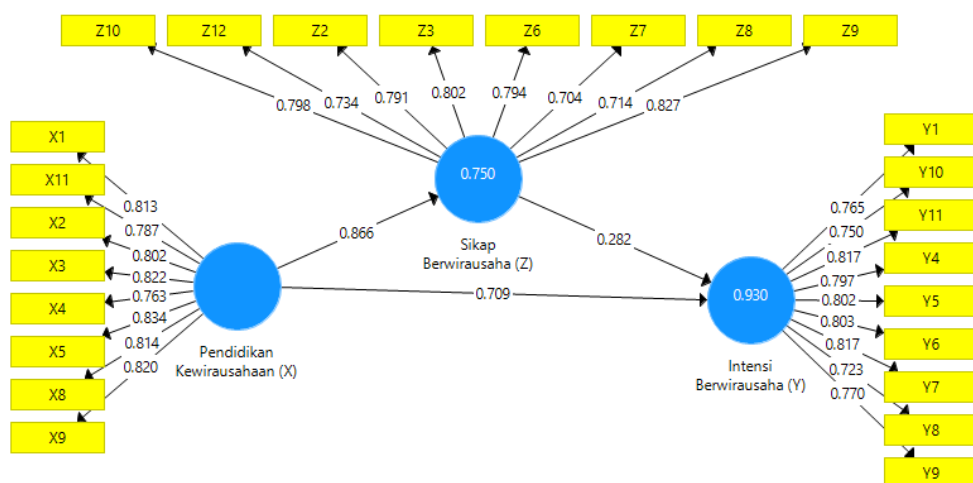 Z10
Z12
Z2
Z3
Z6
Z7
Z8
Z9
0.798
0.734
0.791
0.802
0.794
0.704
0.714
0.827
X1
X11
X2
X3
X4
X5
X8
X9
0.813
0.787
0.802
0.822
0.763
0.834
0.814
0.820
Pendidikan
Kewirausahaan (X)
0.866
0.750
Sikap
Berwirausaha (Z)
0.282
0.709
0.930
Intensi
Berwirausaha (Y)
0.765
0.750
0.817
0.797
0.802
0.803
0.817
0.723
0.770
Y1
Y10
Y11
Y4
Y5
Y6
Y7
Y8
Y9